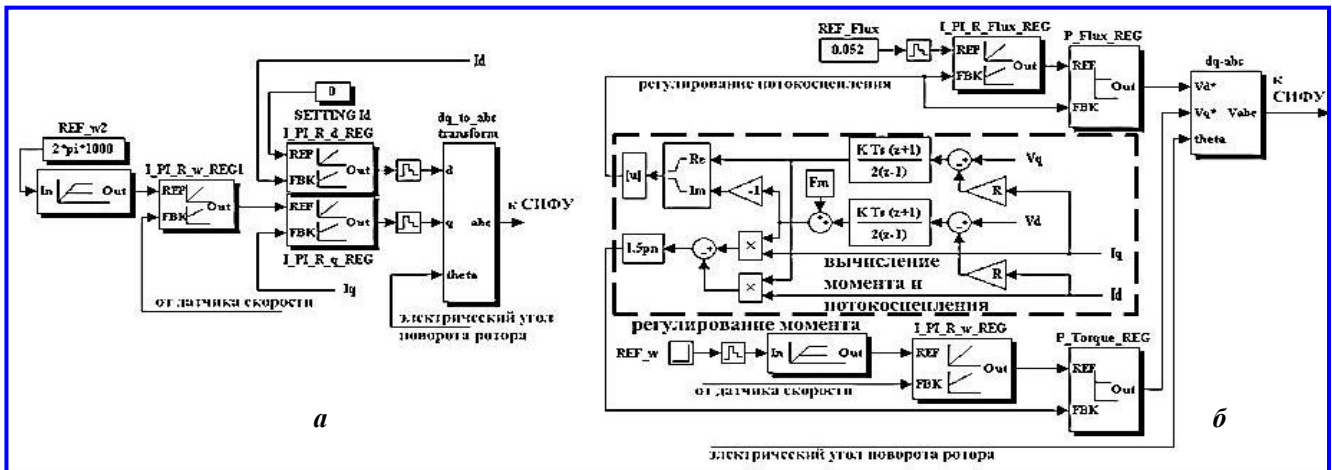 Id
0
SETTING Id
REF_w2
2*pi*1000
In
Out
I_PI_R_w_REG1
REF
FBK
Out
I_PI_R_d_REG
REF
FBK
Out
REF
FBK
Out
I_PI_R_q_REG
Iq
dq_to_abc
transform
d
q
abc
theta
к СИФУ
от датчика скорости
электрический угол
поворота ротора
а
REF_Flux
0.052
I_PI_R_Flux_REG
REF
FBK
Out
P_Flux_REG
REF
FBK
Out
dq-abc
Vd*
Vq*
theta
Vabc
к
СИФУ
регулирование потокосцепления
|u|
Re
Im
-1
Fm
K Ts (z+1)
2(z-1)
K Ts (z+1)
2(z-1)
R
R
Vq
Vd
Iq
Id
1.5pn
×
×
вычисление
момента и
потокосцепления
регулирование момента
REF_w
In
Out
I_PI_R_w_REG
REF
FBK
Out
P_Torque_REG
REF
FBK
Out
от датчика скорости
электрический угол поворота ротора
б